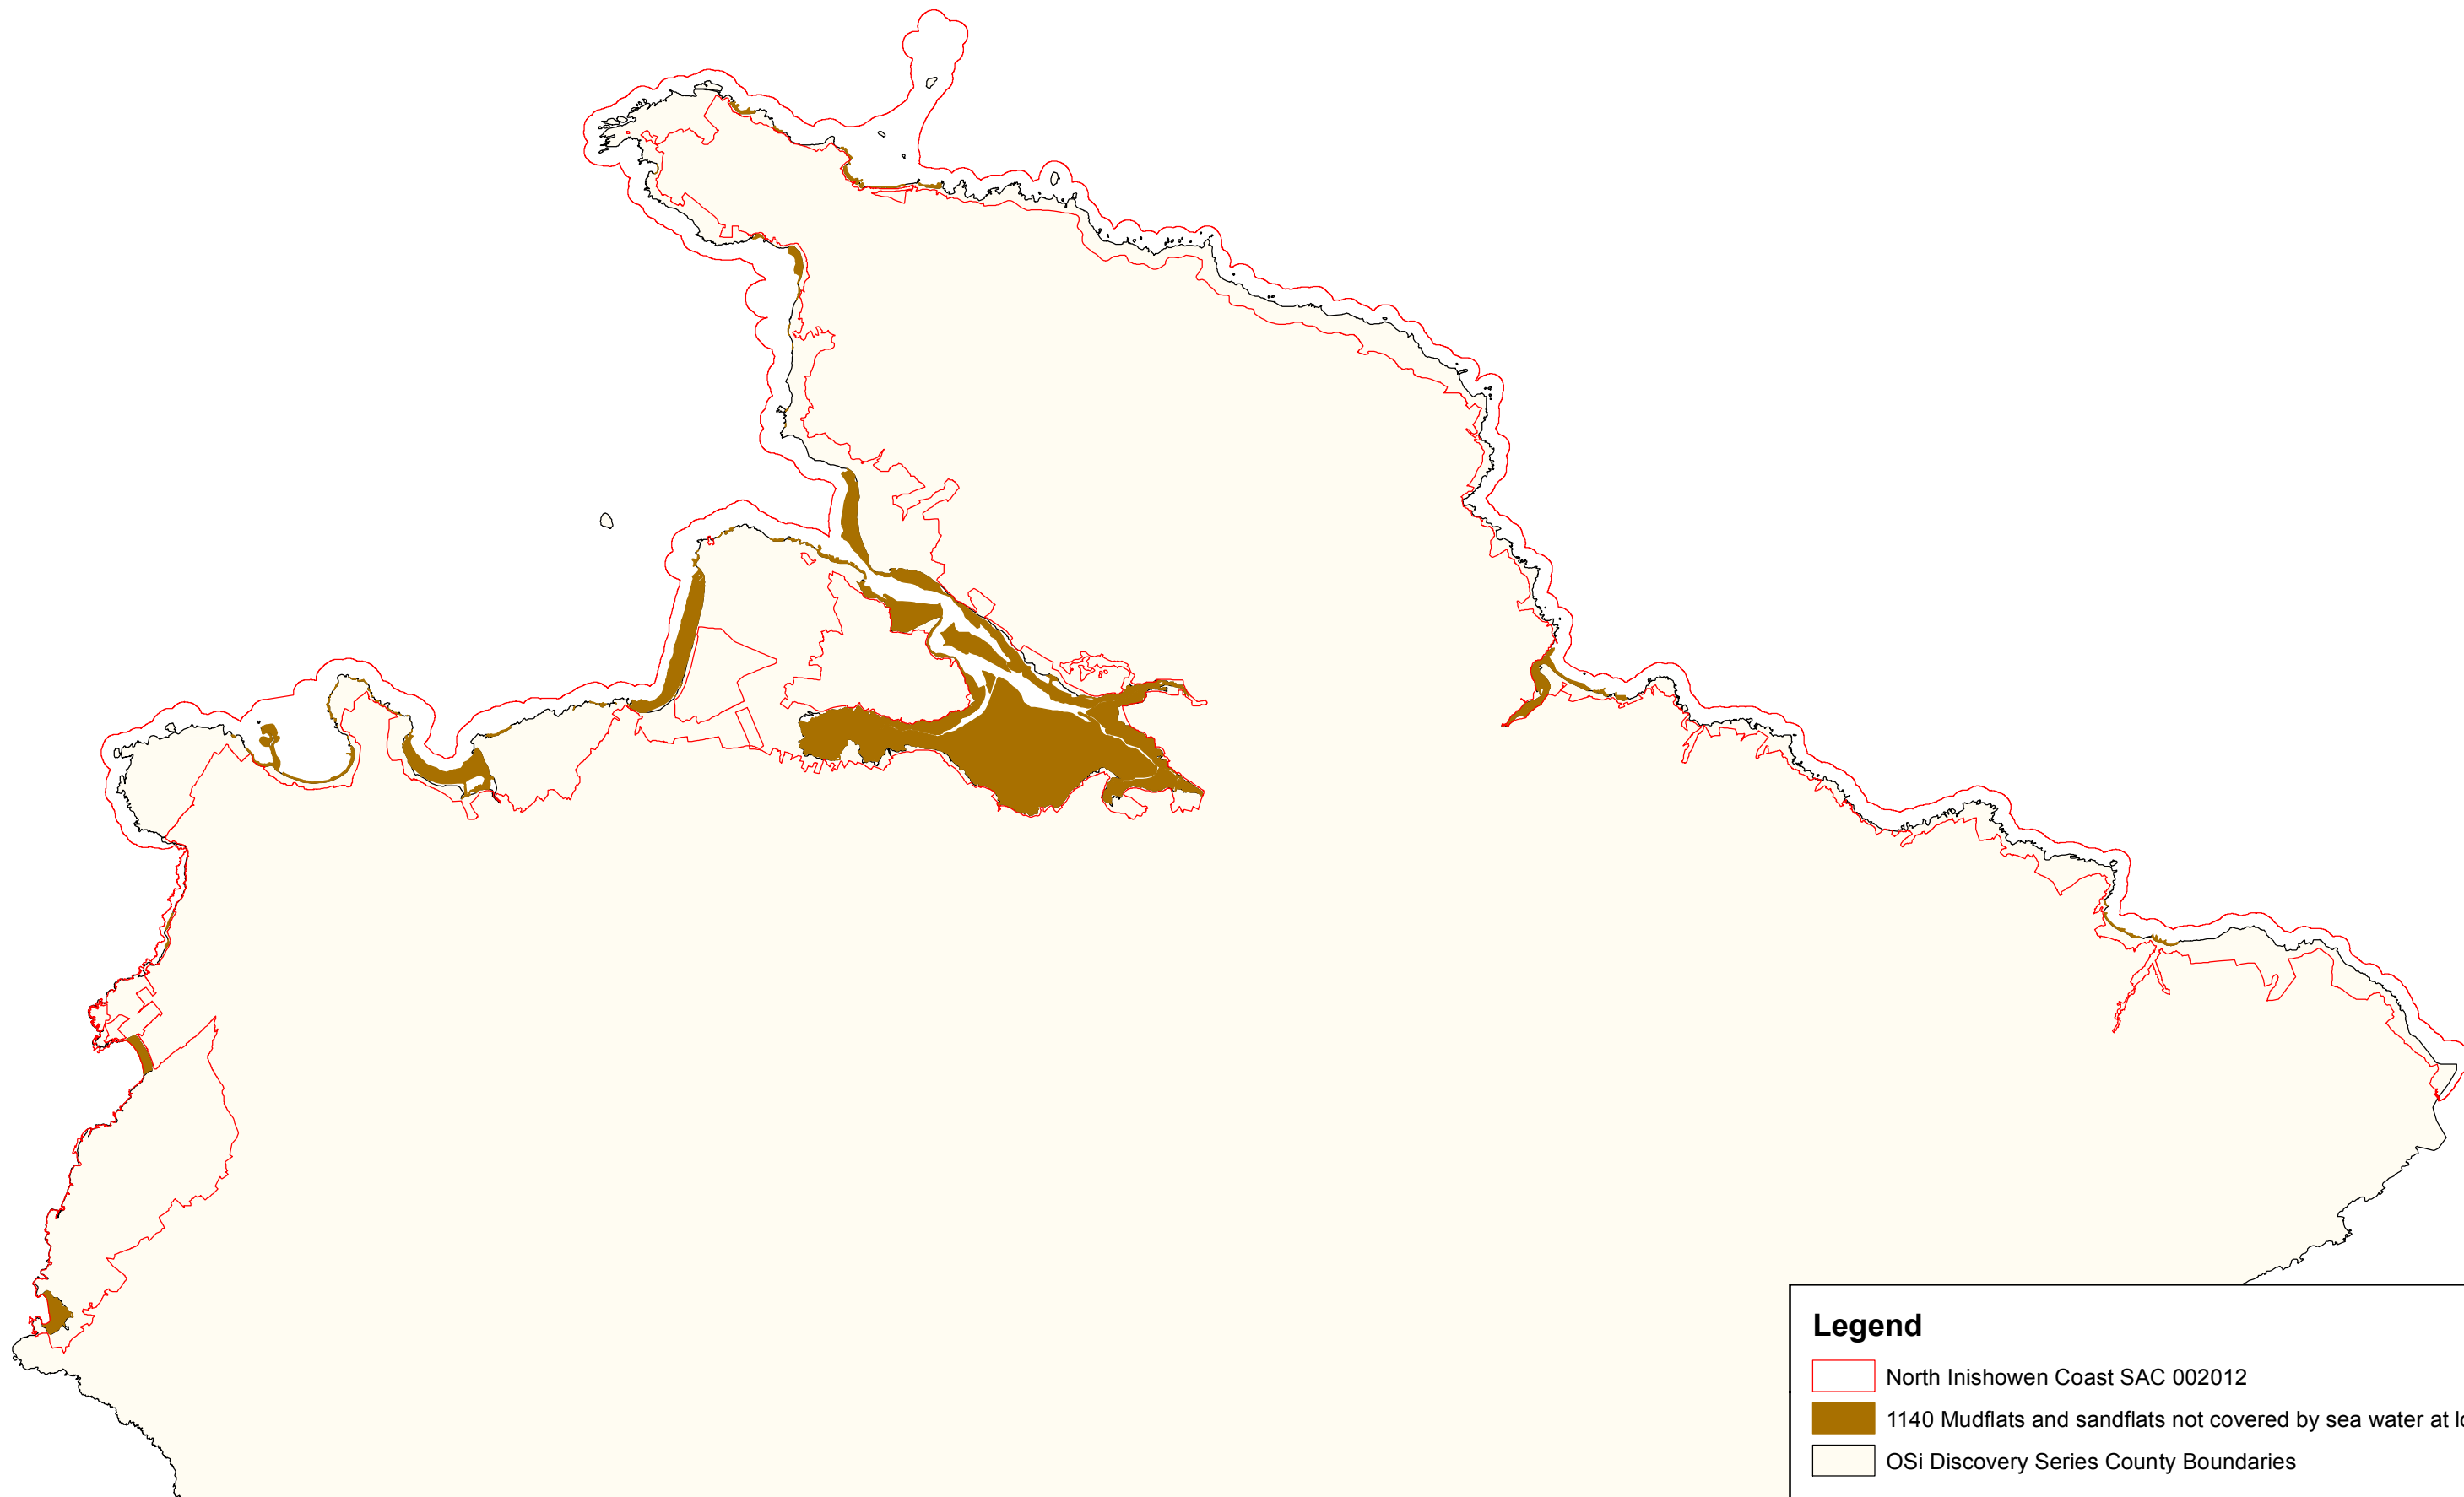 Legend
North Inishowen Coast SAC 002012
1140 Mudflats and sandflats not covered by sea water at lo
OSi Discovery Series County Boundaries